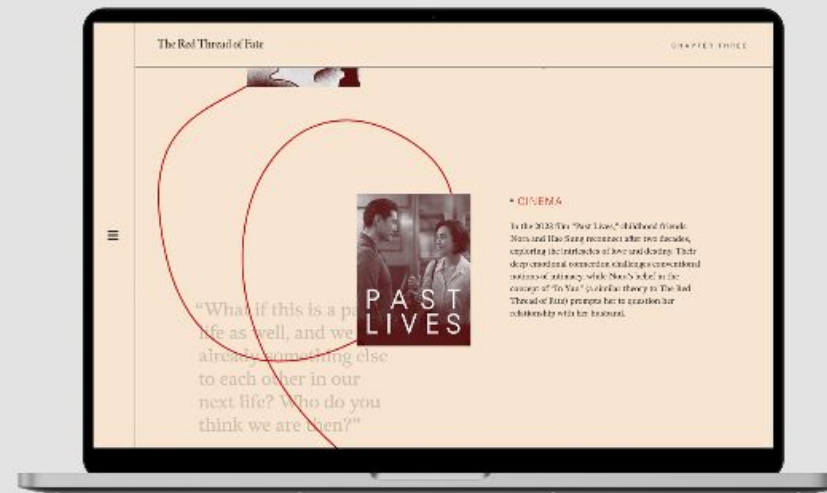 The Red Thread of Fate
CHAPTER THREE
• CINEMA
In the 2023 film "Past Lives," childhood friends
Nora and Hae Sung reconnect after two decades,
exploring the intricacies of love and destiny. Their
deep emotional connection challenges conventional
notions of intimacy, while Nora's belief in the
concept of "In Yun" (a similar theory to The Red
Thread of Fate) prompts her to question her
relationship with her husband.
PAST
LIVES
"What if this is a pa
life as well, and we
already something else
to each other in our
next life? Who do you
think we are then?"